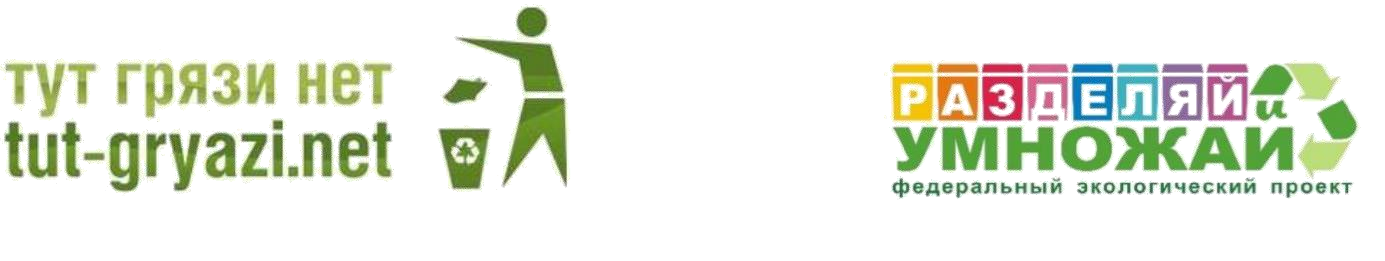 тут грязи нет
tut-gryazi.net
РАЗДЕЛЯЙ и
УМНОЖАЙ
федеральный экологический проект